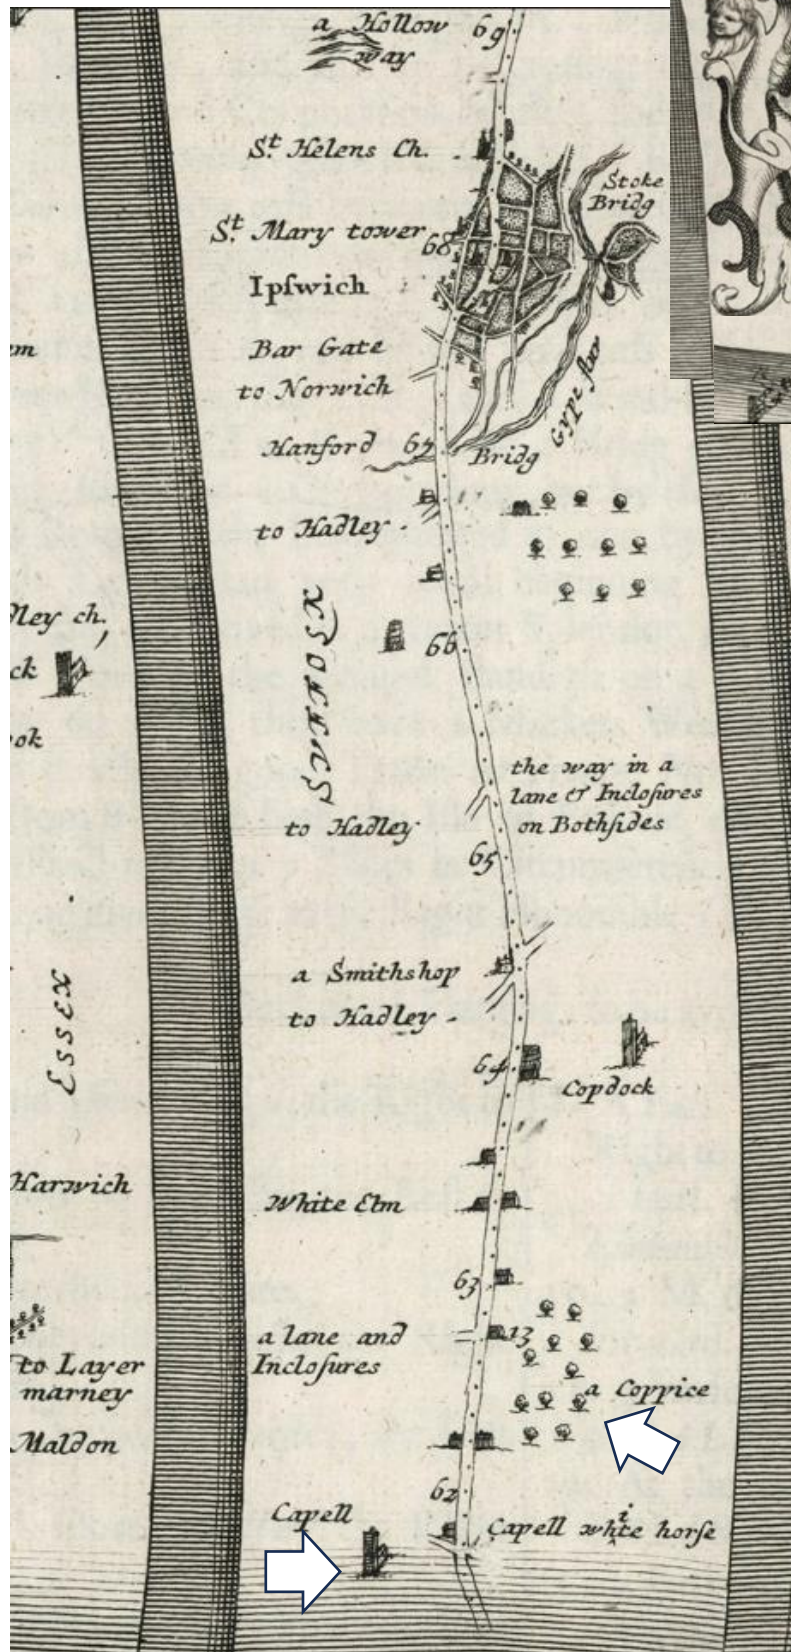 a Hollow
way
69
St. Helens Ch.
Stoke
Bridg
St. Mary tower
68
Ipſwich
Bar Gate
to Norwich
Gype flu:
Hanford 67 Bridg
to Hadley
SUFFOLK
66
the way in a
lane & Incloſures
on Bothſides
to Hadley
65
a Smithshop
to Hadley
64
Copdock
White Elm
63
a lane and
Incloſures
13
a Coppice
62
Capell
Capell white horſe
m
ley ch.
ck
ok
Essex
Harwich
to Layer
marney
Maldon